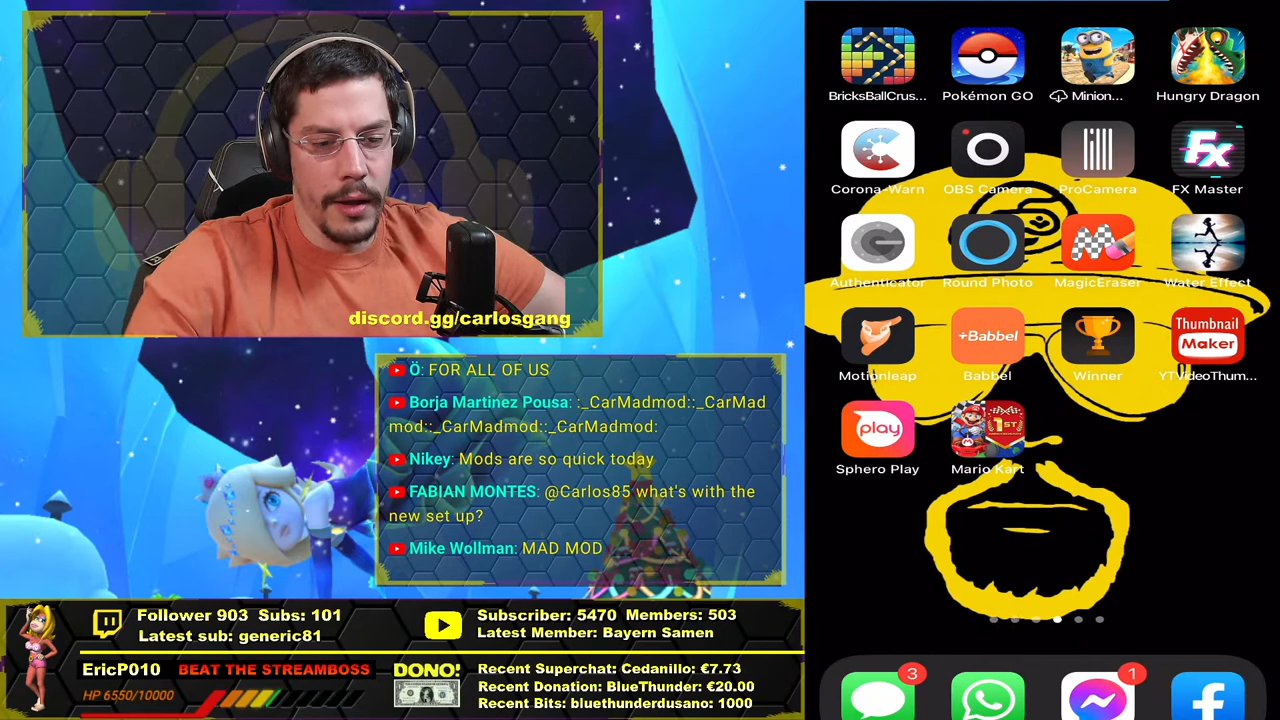 discord.gg/carlosgang
Ö: FOR ALL OF US
Borja Martinez Pousa: :_CarMadmod::_CarMad
mod::_CarMadmod::_CarMadmod:
Nikey: Mods are so quick today
FABIAN MONTES: @Carlos85 what's with the
new set up?
Mike Wollman: MAD MOD
Follower 903 Subs: 101
Latest sub: generic81
Subscriber: 5470 Members: 503
Latest Member: Bayern Samen
EricP010 BEAT THE STREAMBOSS
HP 6550/10000
DONO!
Recent Superchat: Cedanillo: €7.73
Recent Donation: BlueThunder: €20.00
Recent Bits: bluethunderdusano: 1000
BricksBallCrus... Pokémon GO Minion... Hungry Dragon
Fx
Corona-Warn OBS Camera ProCamera FX Master
Authenticator Round Photo MagicEraser Water Effect
+Babbel
Thumbnail
Maker
Motionleap Babbel Winner YTVideoThum...
play
1ST
Sphero Play Mario Kart
3 1